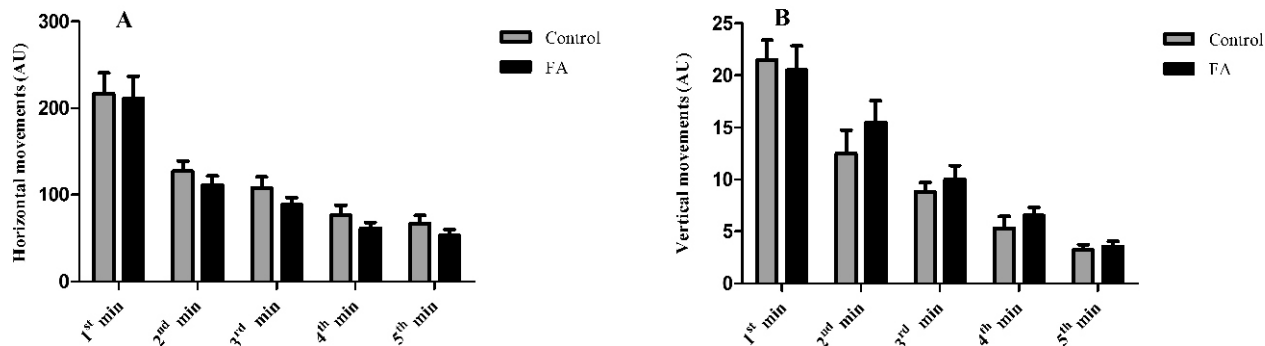 A
Horizontal movements (AU)
300
200
100
0
1st min
2nd min
3rd min
4th min
5th min
Control
FA
B
Vertical movements (AU)
25
20
15
10
5
0
1st min
2nd min
3rd min
4th min
5th min
Control
FA